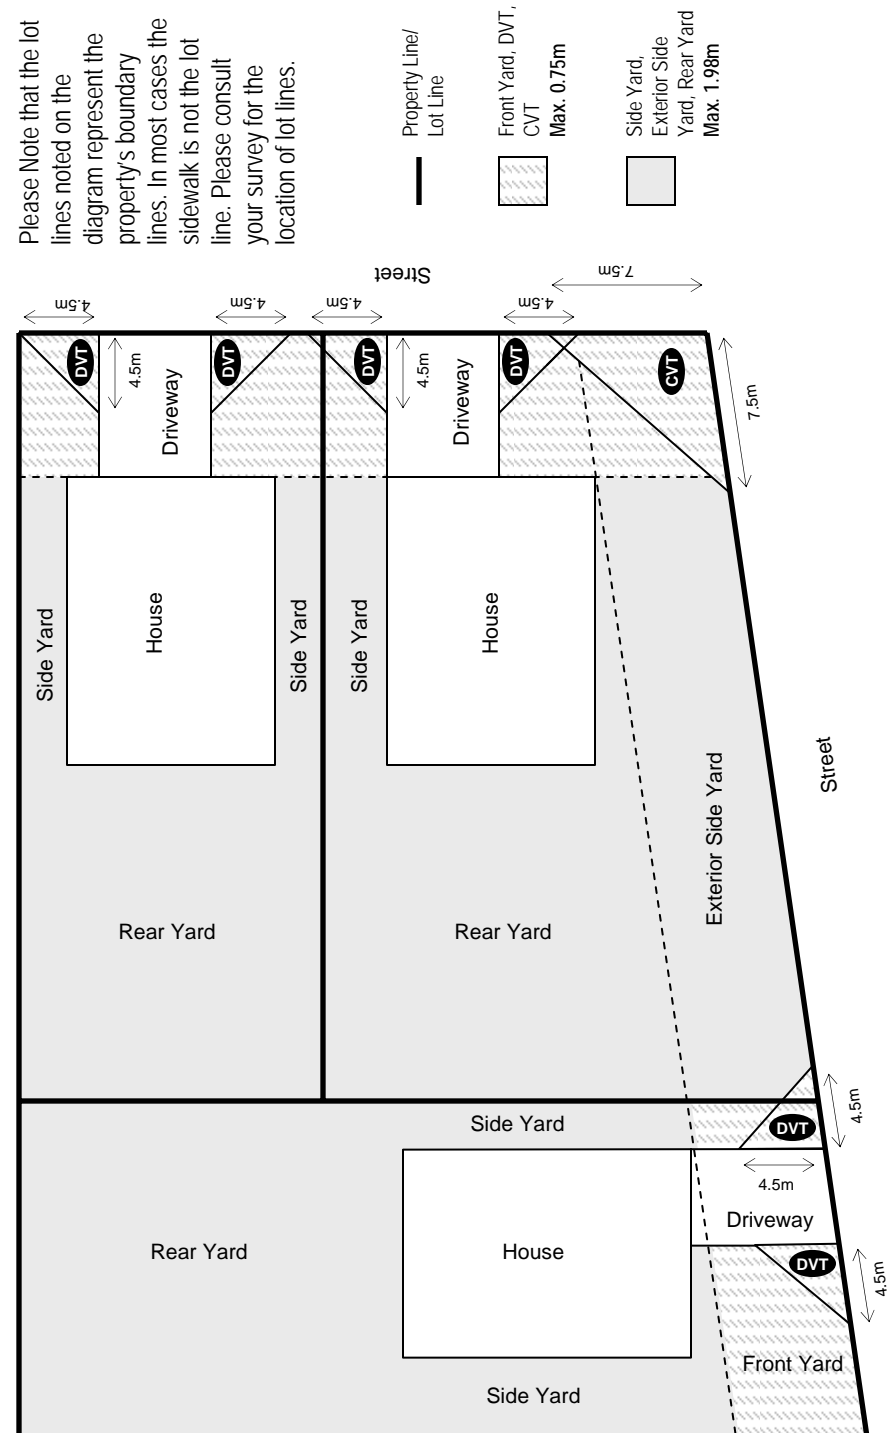 Please Note that the lot
lines noted on the
diagram represent the
property's boundary
lines. In most cases the
sidewalk is not the lot
line. Please consult
your survey for the
location of lot lines.
Property Line/
Lot Line
Front Yard, DVT,
CVT
Max. 0.75m
Side Yard,
Exterior Side
Yard, Rear Yard
Max. 1.98m
Street
4.5m
4.5m
4.5m
4.5m
7.5m
DVT
4.5m
Driveway
DVT
DVT
4.5m
Driveway
DVT
CVT
7.5m
Side Yard
House
Side Yard
Side Yard
House
Exterior Side Yard
Street
Rear Yard
Rear Yard
Side Yard
DVT
4.5m
4.5m
Driveway
Rear Yard
House
DVT
4.5m
Front Yard
Side Yard